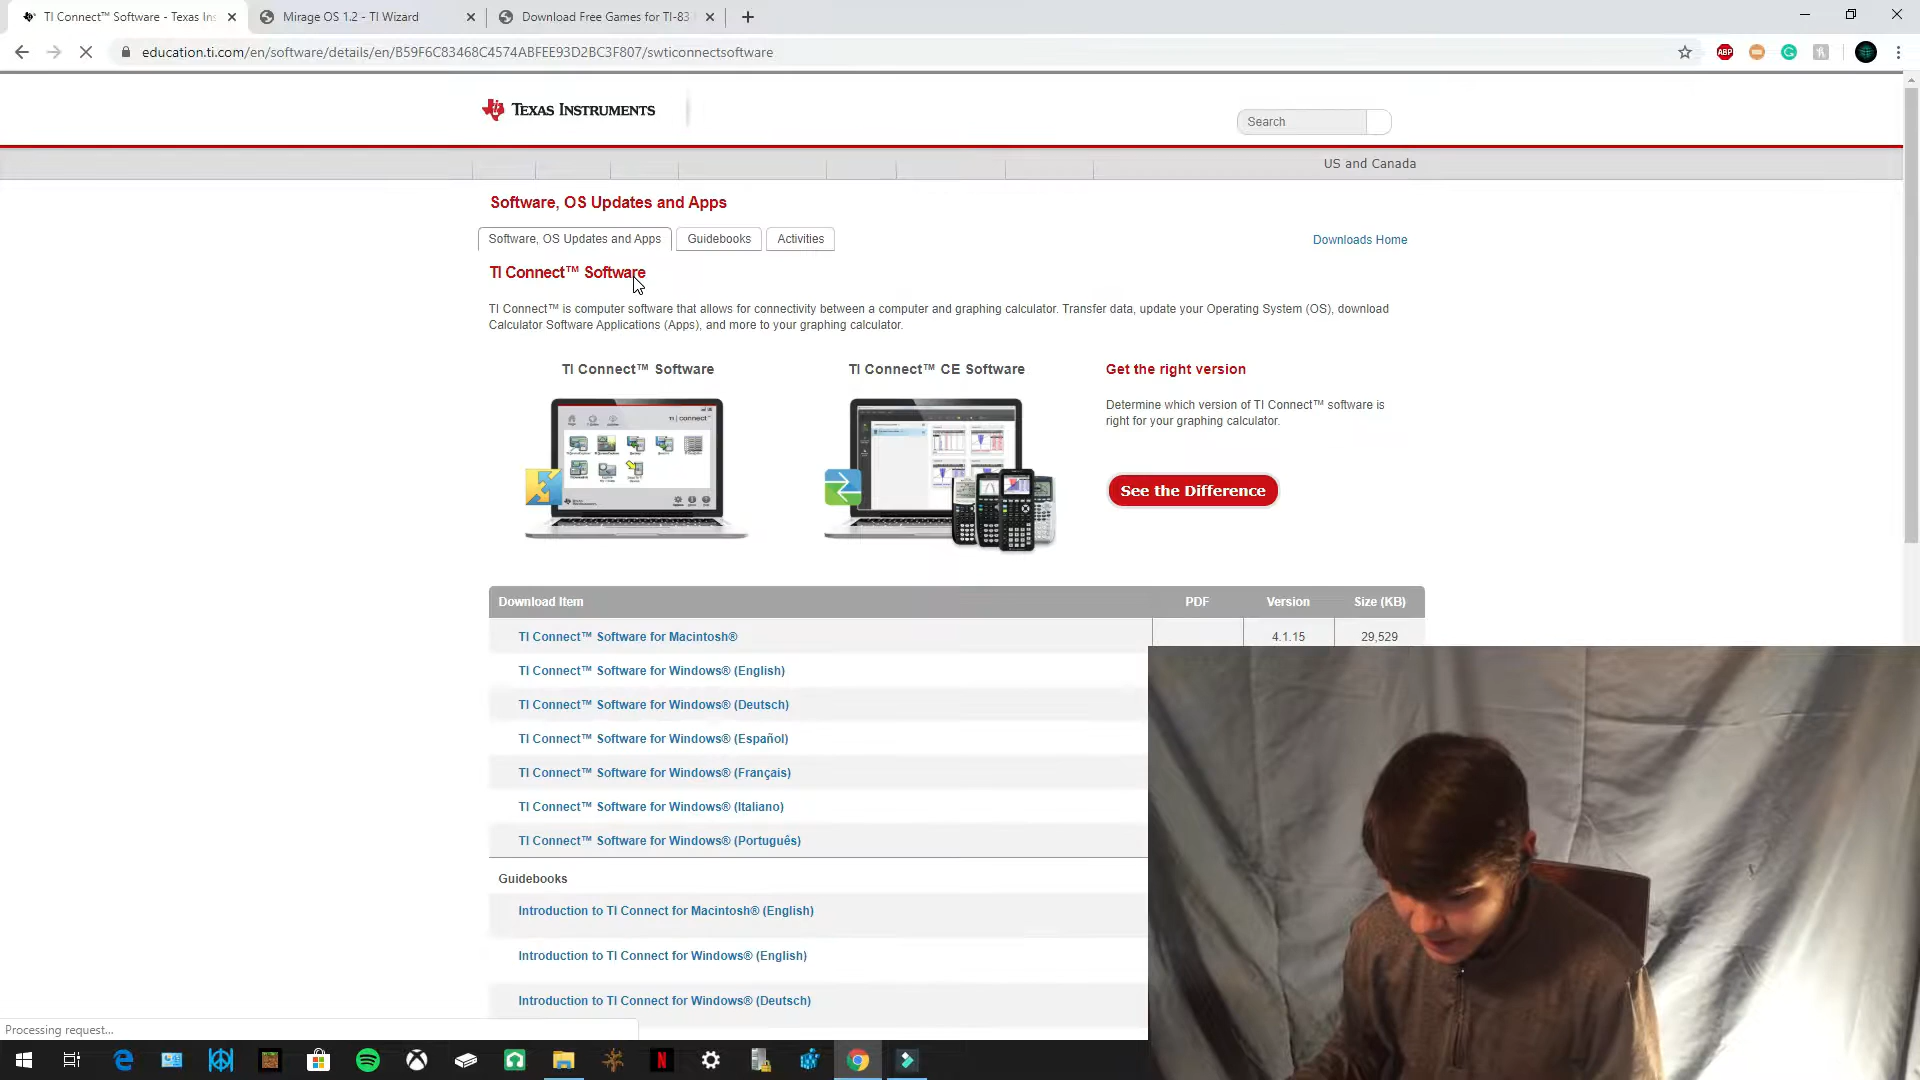 TI Connect™ Software - Texas Ins
Mirage OS 1.2 - TI Wizard
Download Free Games for TI-83
education.ti.com/en/software/details/en/B59F6C83468C4574ABFEE93D2BC3F807/swticonnectsoftware
ABP
TEXAS INSTRUMENTS
Search
US and Canada
Software, OS Updates and Apps
Software, OS Updates and Apps
Guidebooks
Activities
Downloads Home
TI Connect™ Software
TI Connect™ is computer software that allows for connectivity between a computer and graphing calculator. Transfer data, update your Operating System (OS), download
Calculator Software Applications (Apps), and more to your graphing calculator.
TI Connect™ Software
TI Connect™ CE Software
Get the right version
Determine which version of TI Connect™ software is
right for your graphing calculator.
See the Difference
Download Item
PDF
Version
Size (KB)
TI Connect™ Software for Macintosh®
4.1.15
29,529
TI Connect™ Software for Windows® (English)
TI Connect™ Software for Windows® (Deutsch)
TI Connect™ Software for Windows® (Español)
TI Connect™ Software for Windows® (Français)
TI Connect™ Software for Windows® (Italiano)
TI Connect™ Software for Windows® (Português)
Guidebooks
Introduction to TI Connect for Macintosh® (English)
Introduction to TI Connect for Windows® (English)
Introduction to TI Connect for Windows® (Deutsch)
Processing request...